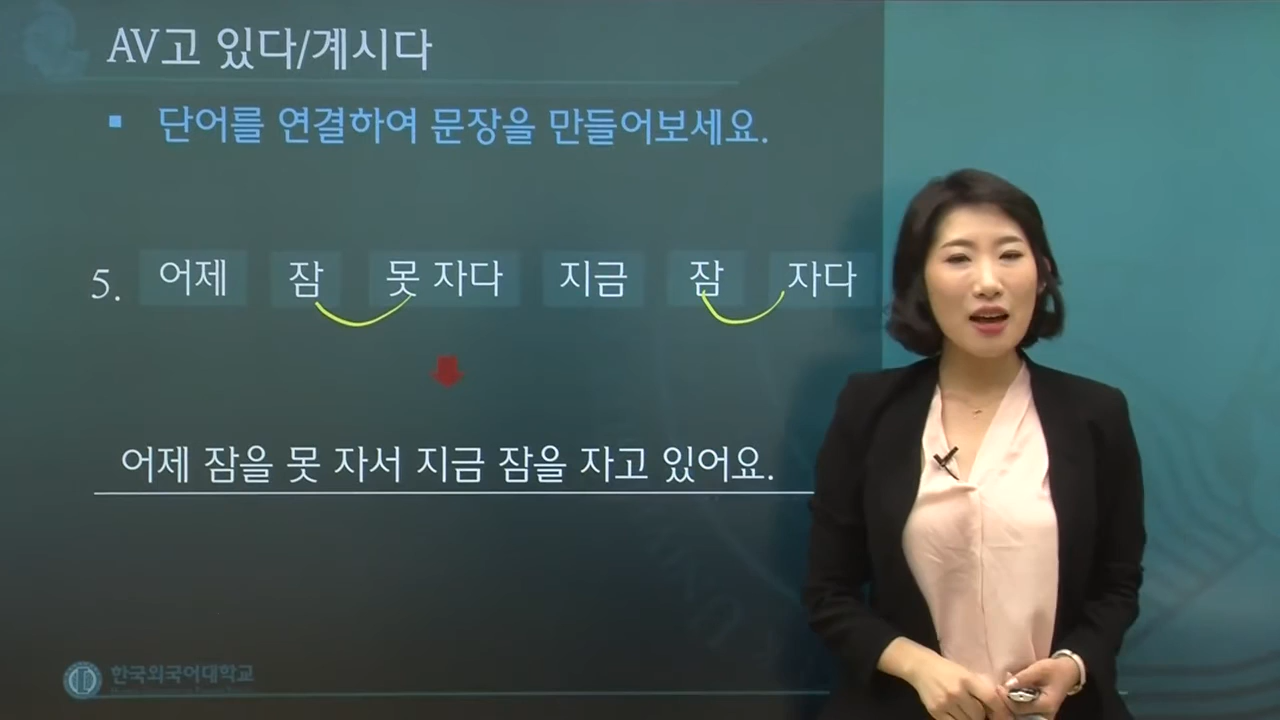 AV고 있다/계시다
단어를 연결하여 문장을 만들어보세요.
5. 어제 잠 못 자다 지금 잠 자다
어제 잠을 못 자서 지금 잠을 자고 있어요.
한국외국어대학교